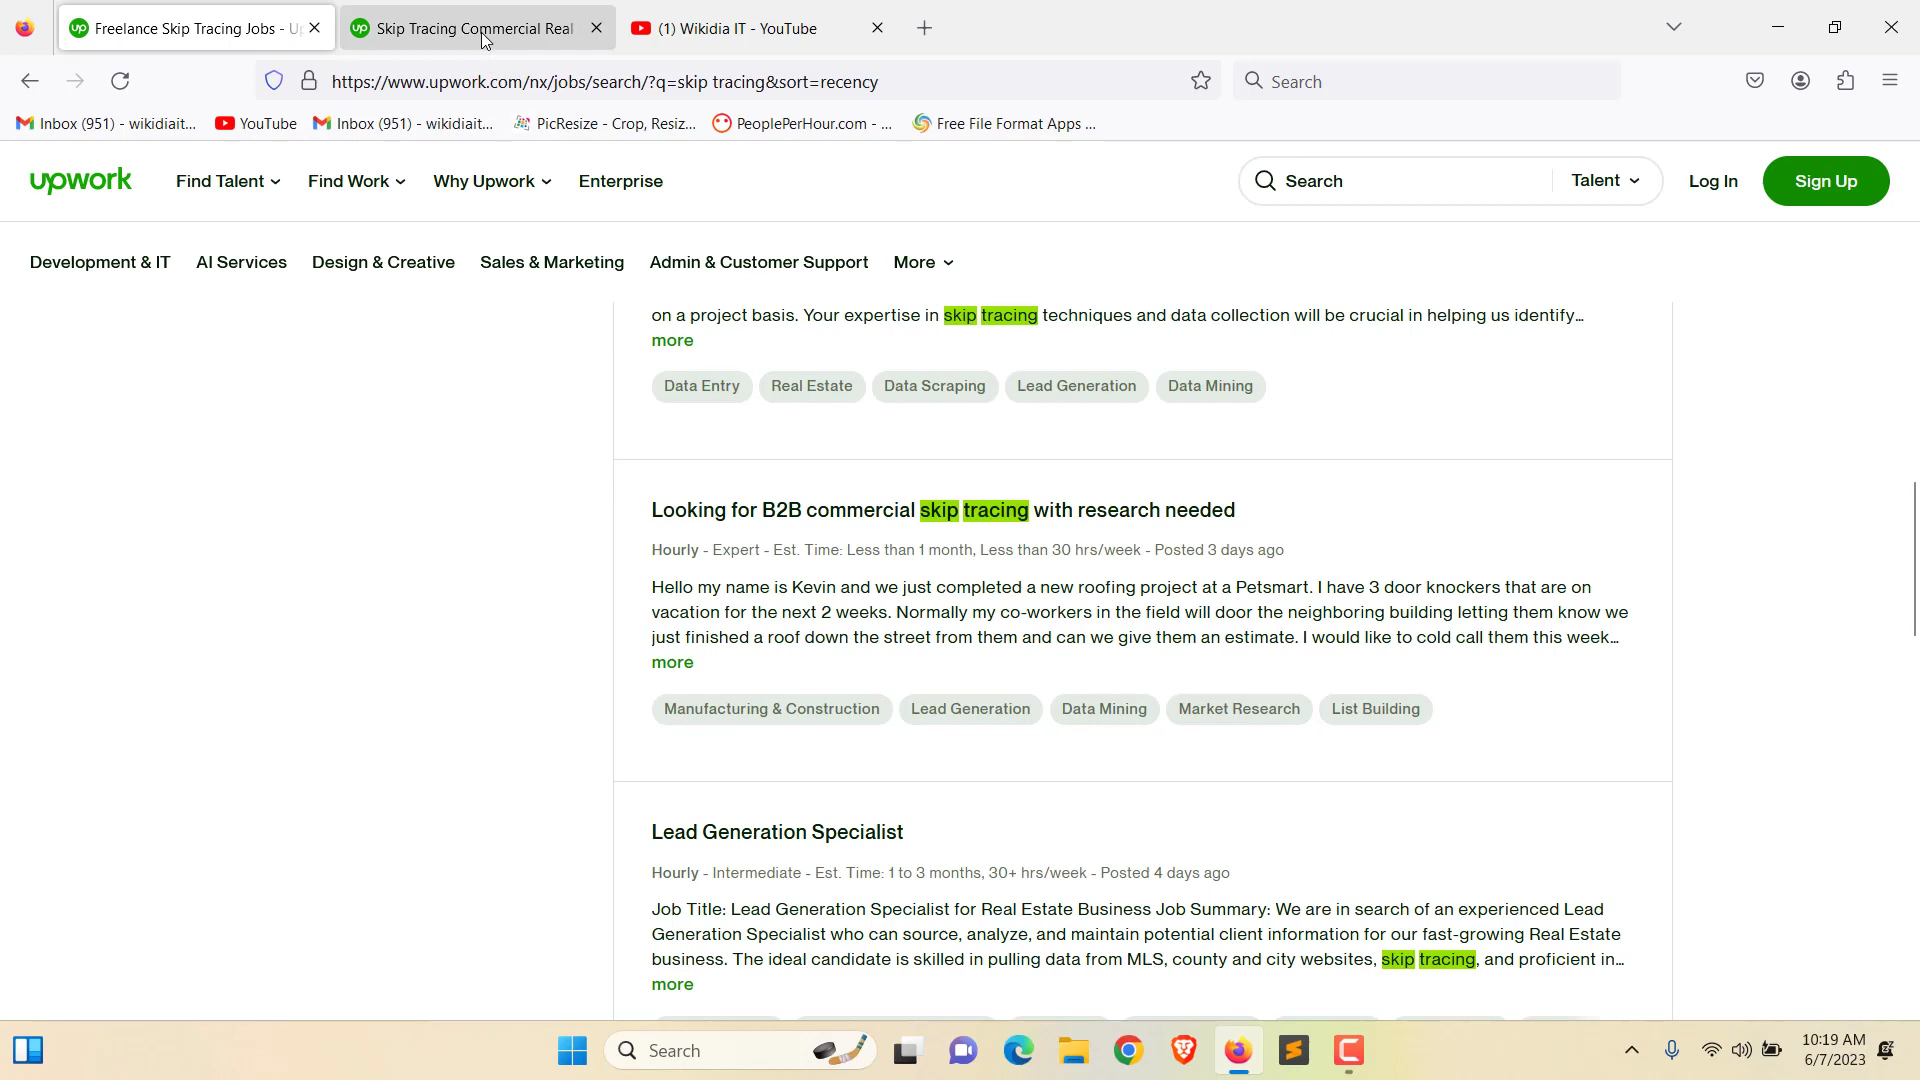 Freelance Skip Tracing Jobs - U
Skip Tracing Commercial Real
(1) Wikidia IT - YouTube
https://www.upwork.com/nx/jobs/search/?q=skip tracing&sort=recency
Search
Inbox (951) - wikidiait...
YouTube
Inbox (951) - wikidiait...
PicResize - Crop, Resiz...
PeoplePerHour.com - ...
Free File Format Apps ...
upwork
Find Talent
Find Work
Why Upwork
Enterprise
Search
Talent
Log In
Sign Up
Development & IT
AI Services
Design & Creative
Sales & Marketing
Admin & Customer Support
More
on a project basis. Your expertise in skip tracing techniques and data collection will be crucial in helping us identify...
more
Data Entry
Real Estate
Data Scraping
Lead Generation
Data Mining
Looking for B2B commercial skip tracing with research needed
Hourly - Expert - Est. Time: Less than 1 month, Less than 30 hrs/week - Posted 3 days ago
Hello my name is Kevin and we just completed a new roofing project at a Petsmart. I have 3 door knockers that are on
vacation for the next 2 weeks. Normally my co-workers in the field will door the neighboring building letting them know we
just finished a roof down the street from them and can we give them an estimate. I would like to cold call them this week...
more
Manufacturing & Construction
Lead Generation
Data Mining
Market Research
List Building
Lead Generation Specialist
Hourly - Intermediate - Est. Time: 1 to 3 months, 30+ hrs/week - Posted 4 days ago
Job Title: Lead Generation Specialist for Real Estate Business Job Summary: We are in search of an experienced Lead
Generation Specialist who can source, analyze, and maintain potential client information for our fast-growing Real Estate
business. The ideal candidate is skilled in pulling data from MLS, county and city websites, skip tracing, and proficient in...
more
Search
10:19 AM
6/7/2023